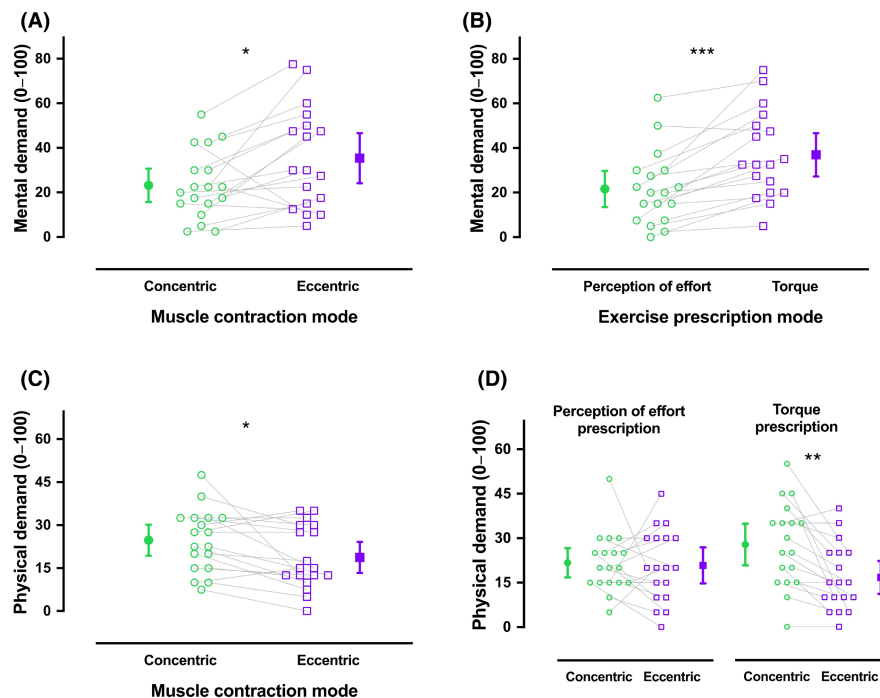 (A)
*
Mental demand (0–100)
80
60
40
20
0
Concentric
Eccentric
Muscle contraction mode
(B)
***
Mental demand (0–100)
80
60
40
20
0
Perception of effort
Torque
Exercise prescription mode
(C)
*
Physical demand (0–100)
60
45
30
15
0
Concentric
Eccentric
Muscle contraction mode
(D)
Perception of effort
prescription
Torque
prescription
**
Physical demand (0–100)
60
45
30
15
0
Concentric
Eccentric
Concentric
Eccentric